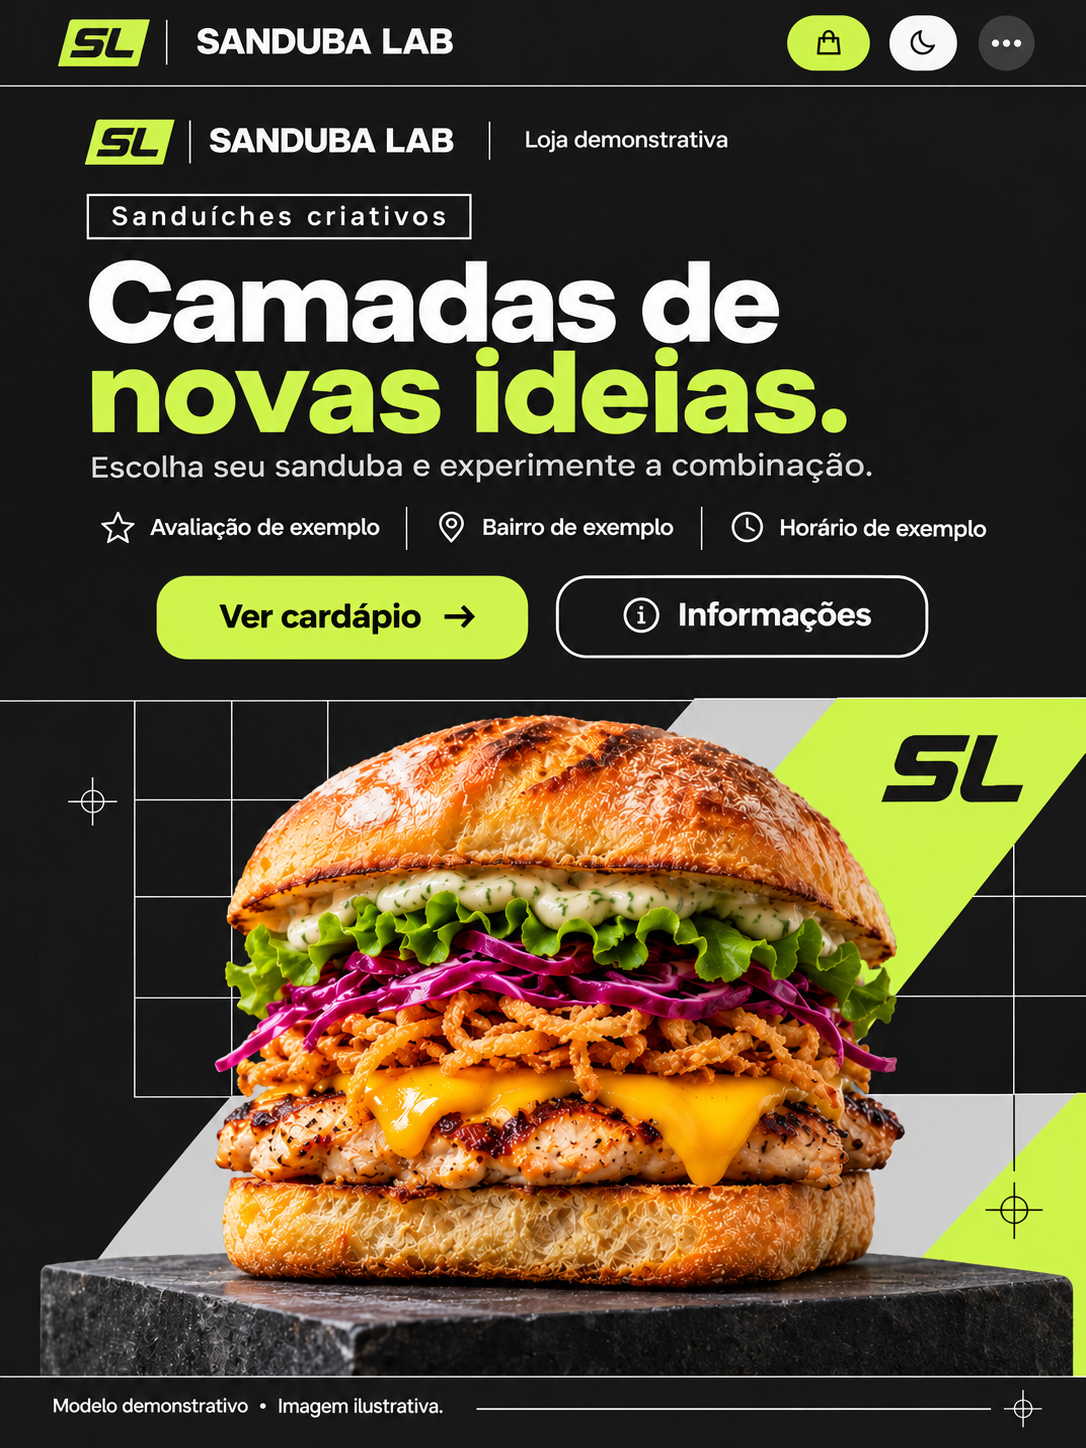 SL SANDUBA LAB
SL SANDUBA LAB Loja demonstrativa
Sanduíches criativos
Camadas de
novas ideias.
Escolha seu sanduba e experimente a combinação.
Avaliação de exemplo Bairro de exemplo Horário de exemplo
Ver cardápio → Informações
SL
Modelo demonstrativo • Imagem ilustrativa.